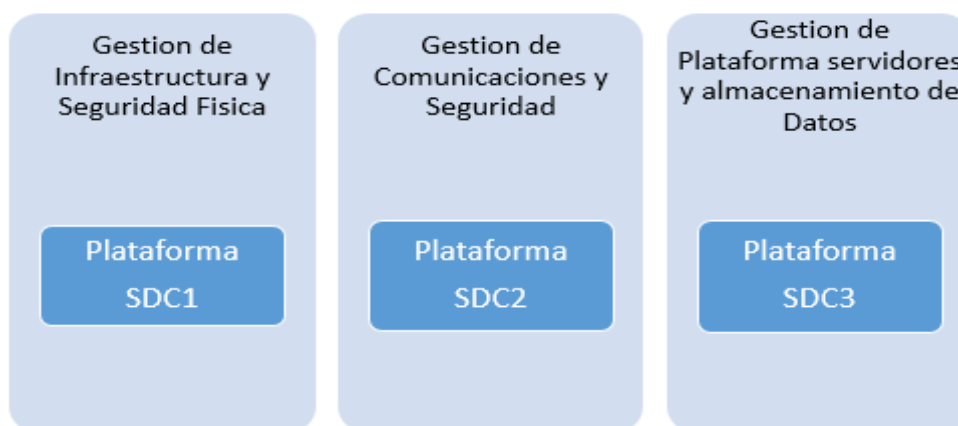 Gestion de
Infraestructura y
Seguridad Fisica
Plataforma
SDC1
Gestion de
Comunicaciones y
Seguridad
Plataforma
SDC2
Gestion de
Plataforma servidores
y almacenamiento de
Datos
Plataforma
SDC3